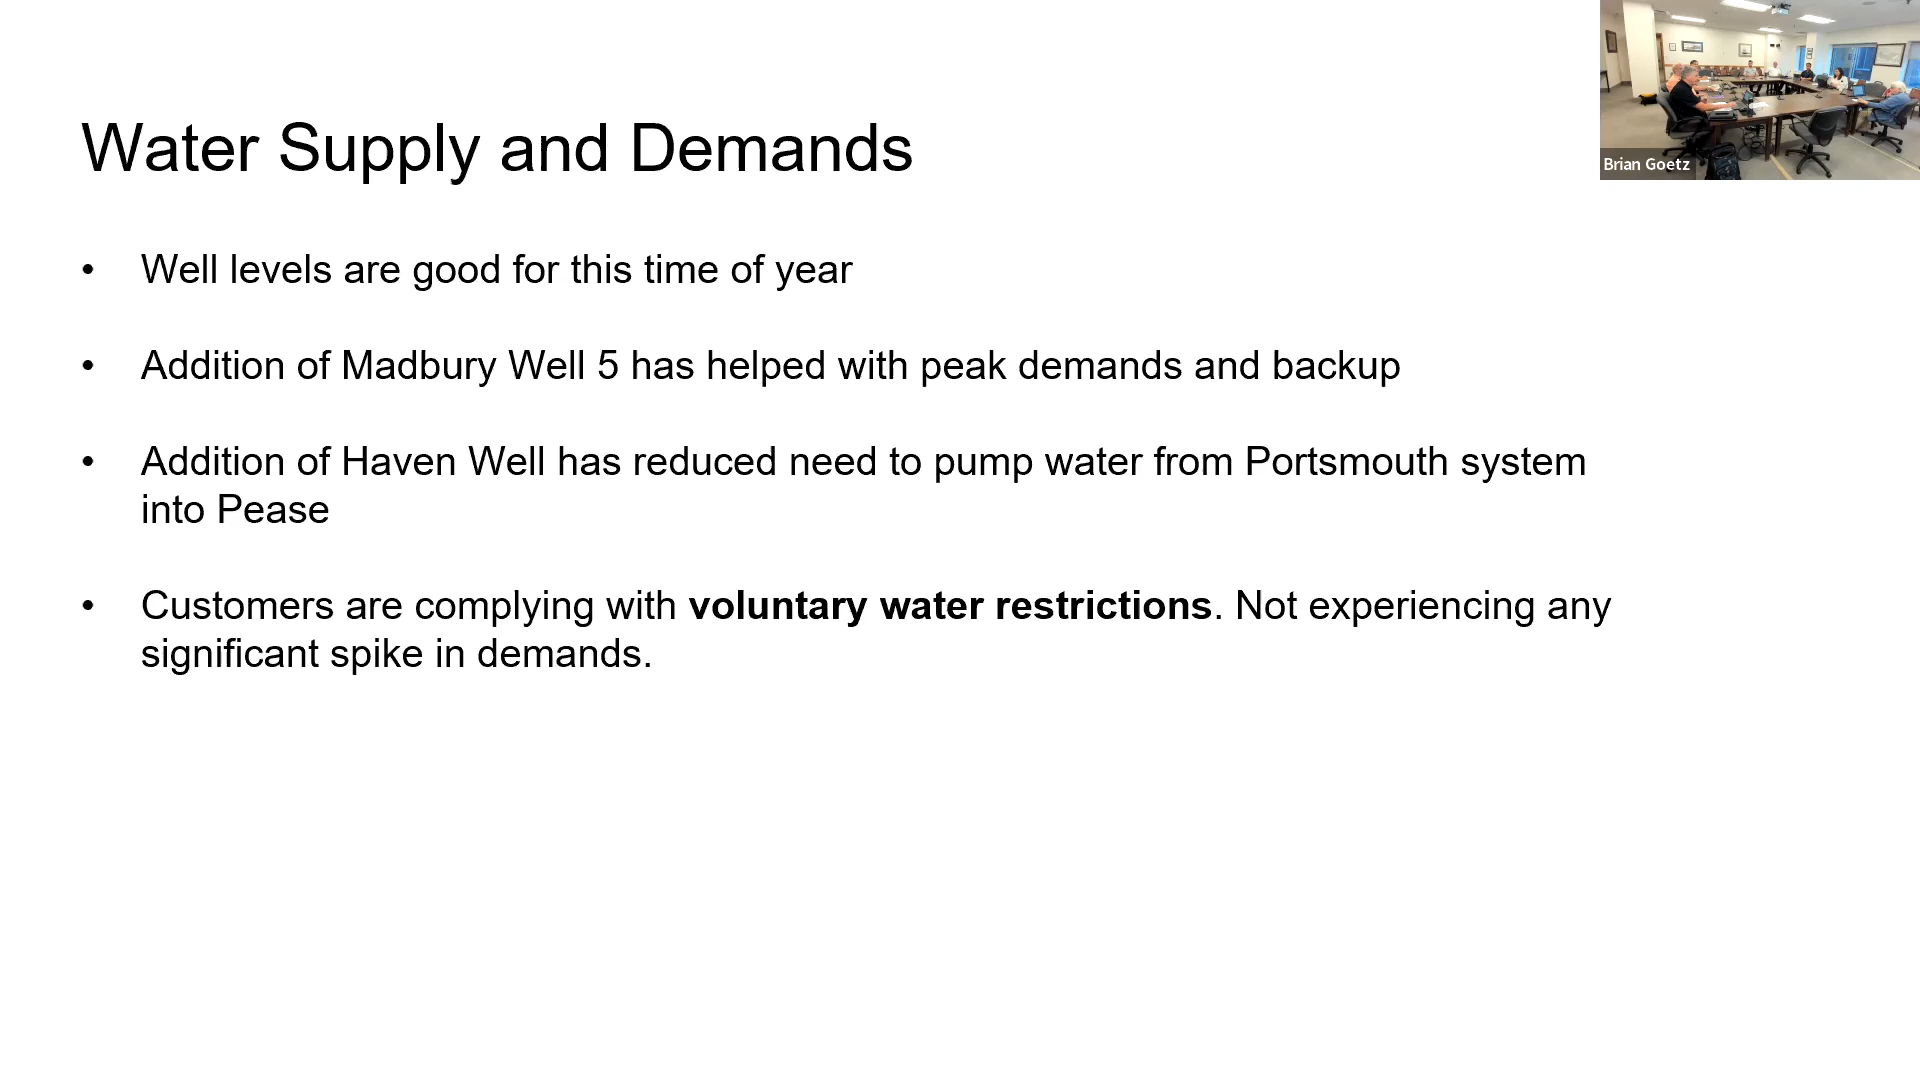 Water Supply and Demands
• Well levels are good for this time of year
• Addition of Madbury Well 5 has helped with peak demands and backup
• Addition of Haven Well has reduced need to pump water from Portsmouth system
into Pease
• Customers are complying with voluntary water restrictions. Not experiencing any
significant spike in demands.
Brian Goetz